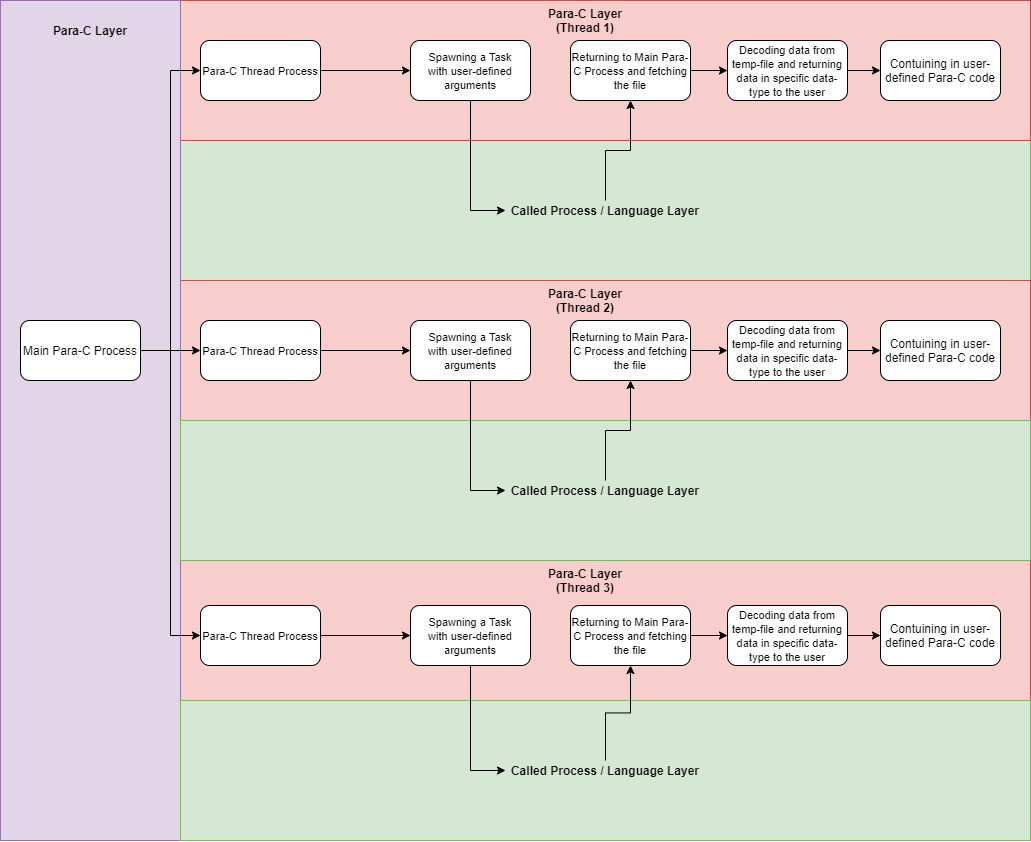 Para-C Layer
Main Para-C Process
Para-C Layer
(Thread 1)
Para-C Thread Process
Spawning a Task
with user-defined
arguments
Returning to Main Para-
C Process and fetching
the file
Decoding data from
temp-file and returning
data in specific data-
type to the user
Contuining in user-
defined Para-C code
Called Process / Language Layer
Para-C Layer
(Thread 2)
Para-C Thread Process
Spawning a Task
with user-defined
arguments
Returning to Main Para-
C Process and fetching
the file
Decoding data from
temp-file and returning
data in specific data-
type to the user
Contuining in user-
defined Para-C code
Called Process / Language Layer
Para-C Layer
(Thread 3)
Para-C Thread Process
Spawning a Task
with user-defined
arguments
Returning to Main Para-
C Process and fetching
the file
Decoding data from
temp-file and returning
data in specific data-
type to the user
Contuining in user-
defined Para-C code
Called Process / Language Layer